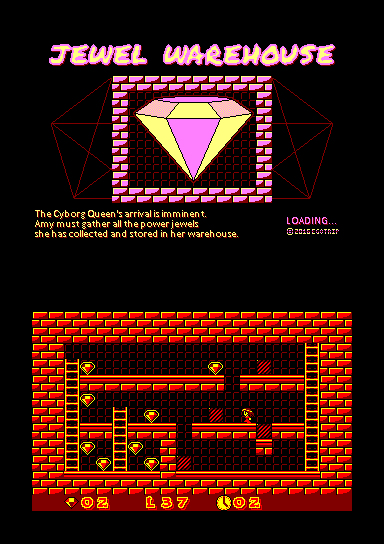 JEWEL WAREHOUSE
The Cyborg Queen's arrival is imminent.
Amy must gather all the power jewels
she has collected and stored in her warehouse.
LOADING...
©2015EGOTRIP
02 L37 02